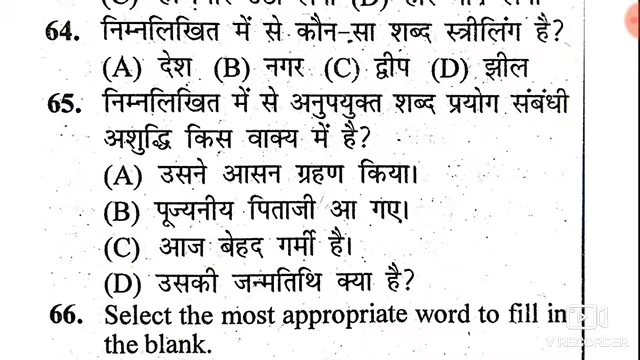 64. निम्नलिखित में से कौन-सा शब्द स्त्रीलिंग है?
(A) देश (B) नगर (C) द्वीप (D) झील
65. निम्नलिखित में से अनुपयुक्त शब्द प्रयोग संबंधी
अशुद्धि किस वाक्य में है?
(A) उसने आसन ग्रहण किया।
(B) पूज्यनीय पिताजी आ गए।
(C) आज बेहद गर्मी है।
(D) उसकी जन्मतिथि क्या है?
66. Select the most appropriate word to fill in
the blank.
V RECORDER